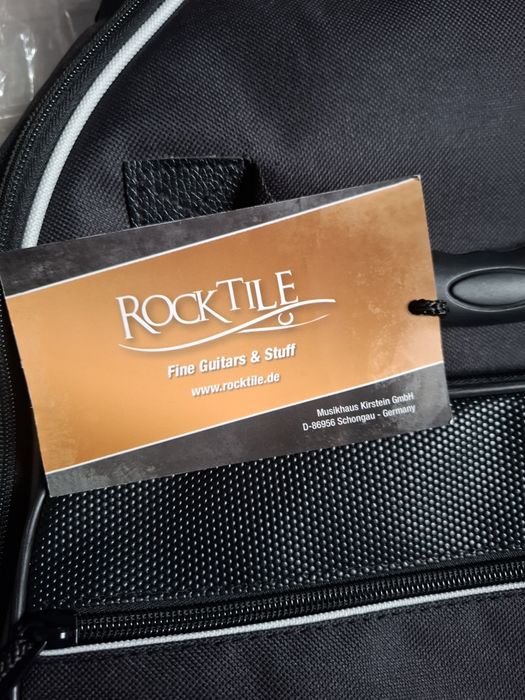 ROCKTILE
Fine Guitars & Stuff
www.rocktile.de
Musikhaus Kirstein GmbH
D-86956 Schongau - Germany